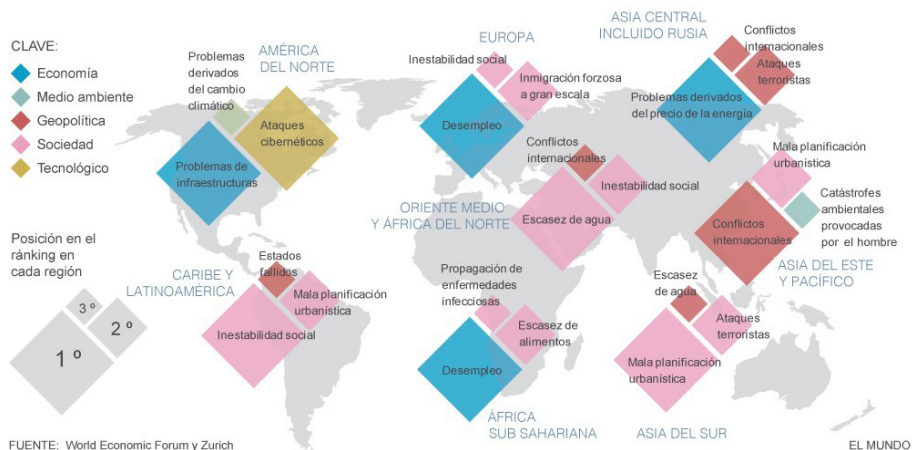 CLAVE:
Economía
Medio ambiente
Geopolítica
Sociedad
Tecnológico
Posición en el
ránking en
cada región
3 º
2 º
1 º
AMÉRICA
DEL NORTE
Problemas
derivados
del cambio
climático
Ataques
cibernéticos
Problemas de
infraestructuras
CARIBE Y
LATINOAMÉRICA
Estados
fallidos
Mala planificación
urbanística
Inestabilidad social
EUROPA
Inestabilidad social
Inmigración forzosa
a gran escala
Desempleo
ORIENTE MEDIO
Y ÁFRICA DEL NORTE
Conflictos
internacionales
Inestabilidad social
Escasez de agua
Propagación de
enfermedades
infecciosas
Escasez de
alimentos
Desempleo
ÁFRICA
SUB SAHARIANA
ASIA CENTRAL
INCLUIDO RUSIA
Conflictos
internacionales
Ataques
terroristas
Problemas derivados
del precio de la energía
Mala planificación
urbanística
Catástrofes
ambientales
provocadas
por el hombre
Conflictos
internacionales
ASIA DEL ESTE
Y PACÍFICO
Escasez
de agua
Ataques
terroristas
Mala planificación
urbanística
ASIA DEL SUR
FUENTE: World Economic Forum y Zurich
EL MUNDO